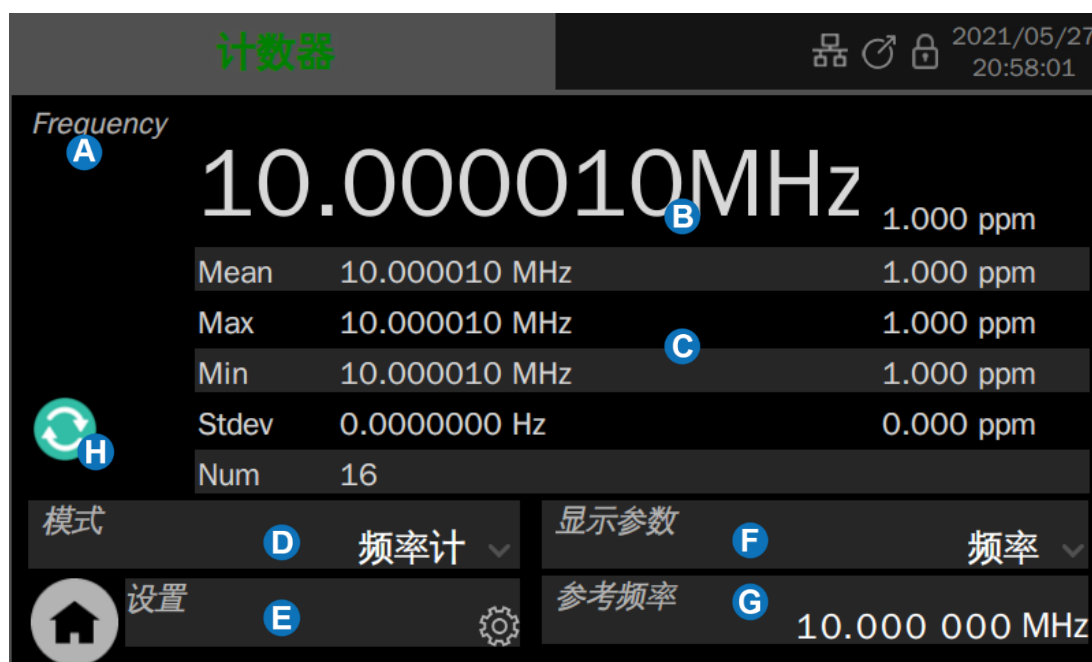 计数器
2021/05/27
20:58:01
Frequency
A
10.000010MHz
B
1.000 ppm
Mean 10.000010 MHz 1.000 ppm
Max 10.000010 MHz 1.000 ppm
C
Min 10.000010 MHz 1.000 ppm
Stdev 0.0000000 Hz 0.000 ppm
H
Num 16
模式 D 频率计
显示参数 F 频率
设置 E
参考频率 G 10.000 000 MHz